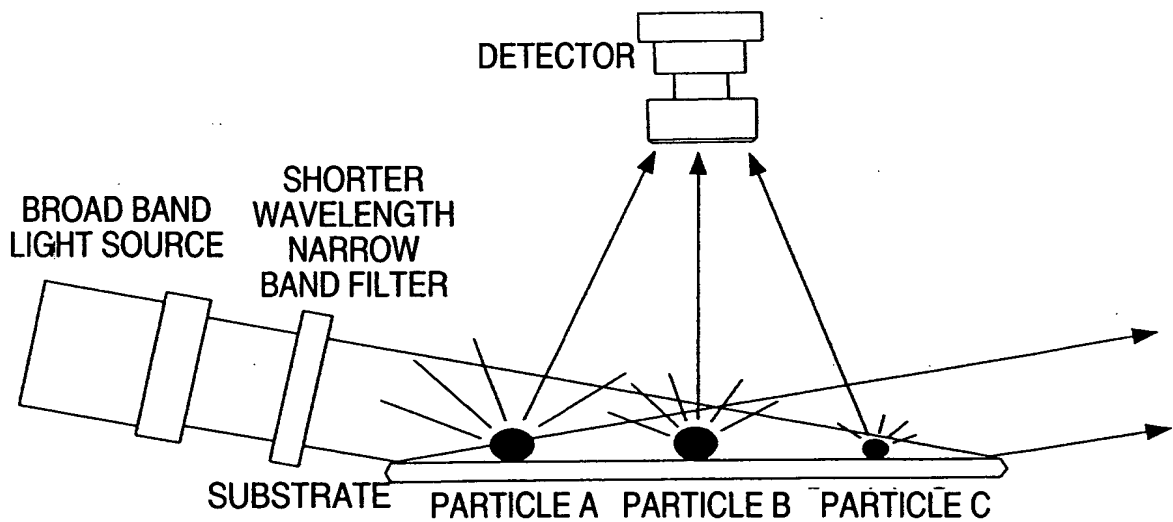 DETECTOR
BROAD BAND
LIGHT SOURCE
SHORTER
WAVELENGTH
NARROW
BAND FILTER
SUBSTRATE
PARTICLE A
PARTICLE B
PARTICLE C